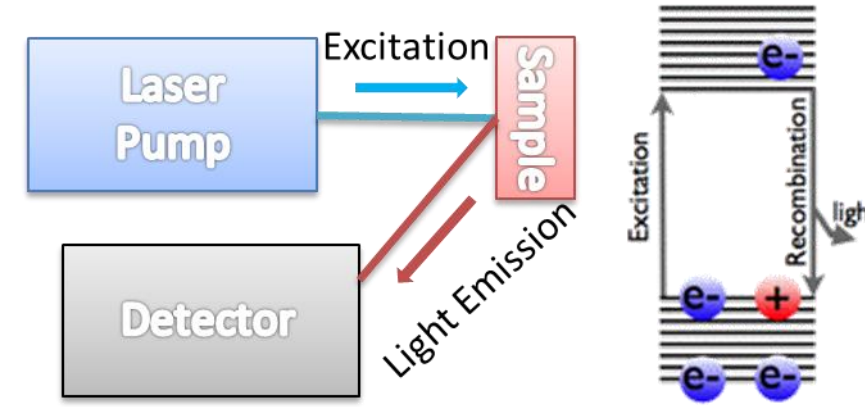 Laser
Pump
Excitation
Sample
Light Emission
Detector
Excitation
Recombination
e-
e-
+
e-
e-